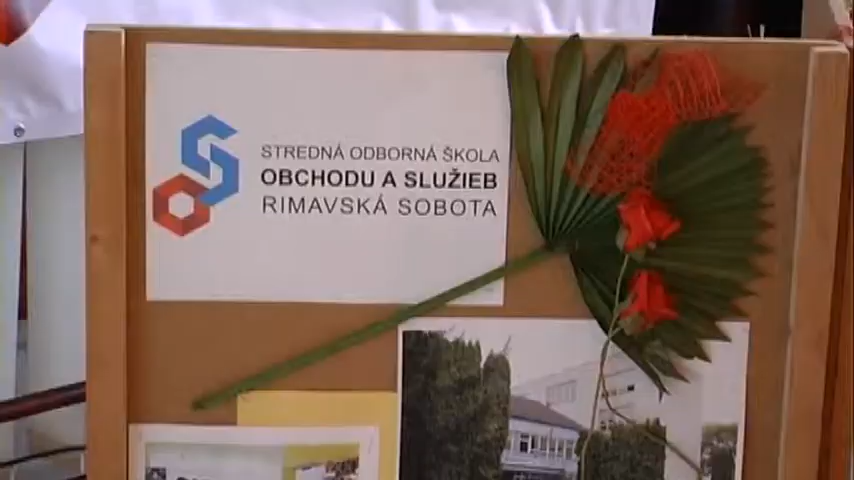 STREDNÁ ODBORNÁ ŠKOLA
OBCHODU A SLUŽIEB
RIMAVSKÁ SOBOTA